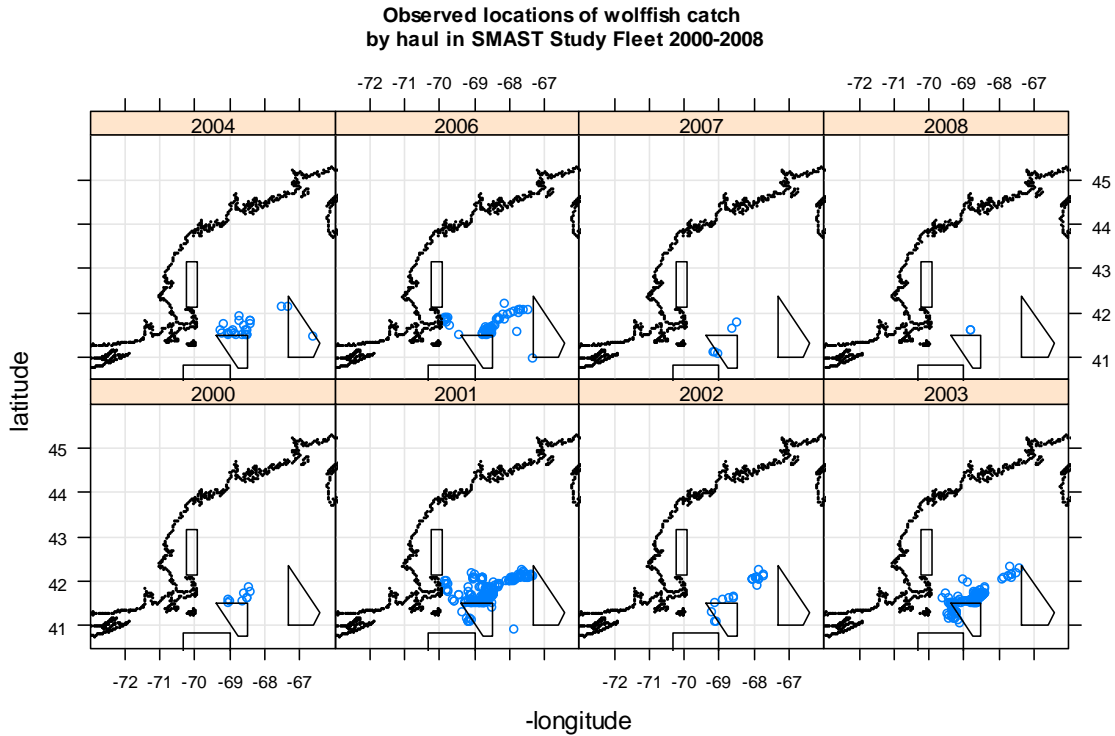 Observed locations of wolffish catch
by haul in SMAST Study Fleet 2000-2008
-72 -71 -70 -69 -68 -67
-72 -71 -70 -69 -68 -67
2004
2006
2007
2008
45
44
43
42
41
2000
2001
2002
2003
45
44
43
42
41
-72 -71 -70 -69 -68 -67
-72 -71 -70 -69 -68 -67
latitude
-longitude